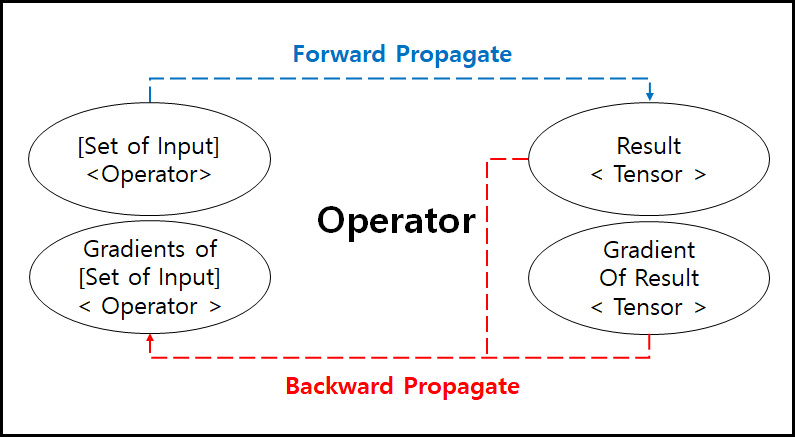 Forward Propagate
[Set of Input]
<Operator>
Result
< Tensor >
Operator
Gradients of
[Set of Input]
< Operator >
Gradient
Of Result
< Tensor >
Backward Propagate